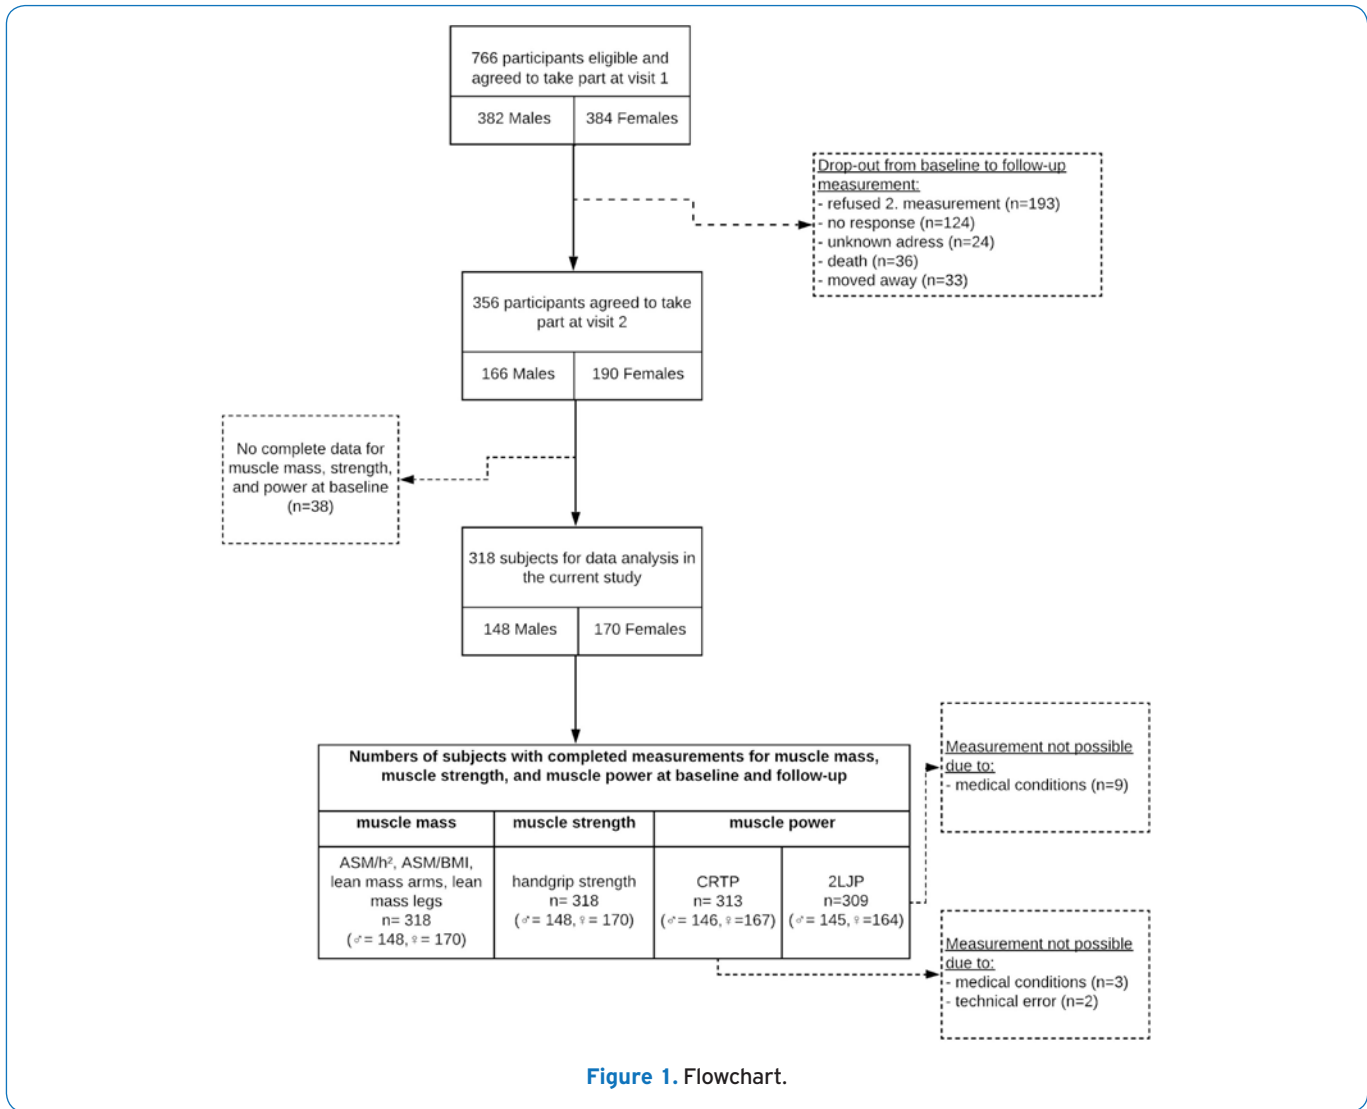 766 participants eligible and
agreed to take part at visit 1
382 Males
384 Females
Drop-out from baseline to follow-up
measurement:
- refused 2. measurement (n=193)
- no response (n=124)
- unknown adress (n=24)
- death (n=36)
- moved away (n=33)
356 participants agreed to take
part at visit 2
166 Males
190 Females
No complete data for
muscle mass, strength,
and power at baseline
(n=38)
318 subjects for data analysis in
the current study
148 Males
170 Females
Numbers of subjects with completed measurements for muscle mass,
muscle strength, and muscle power at baseline and follow-up
muscle mass
muscle strength
muscle power
ASM/h², ASM/BMI,
lean mass arms, lean
mass legs
n= 318
(♂= 148,♀= 170)
handgrip strength
n= 318
(♂= 148,♀= 170)
CRTP
n= 313
(♂= 146,♀=167)
2LJP
n=309
(♂= 145,♀=164)
Measurement not possible
due to:
- medical conditions (n=9)
Measurement not possible
due to:
- medical conditions (n=3)
- technical error (n=2)
Figure 1. Flowchart.